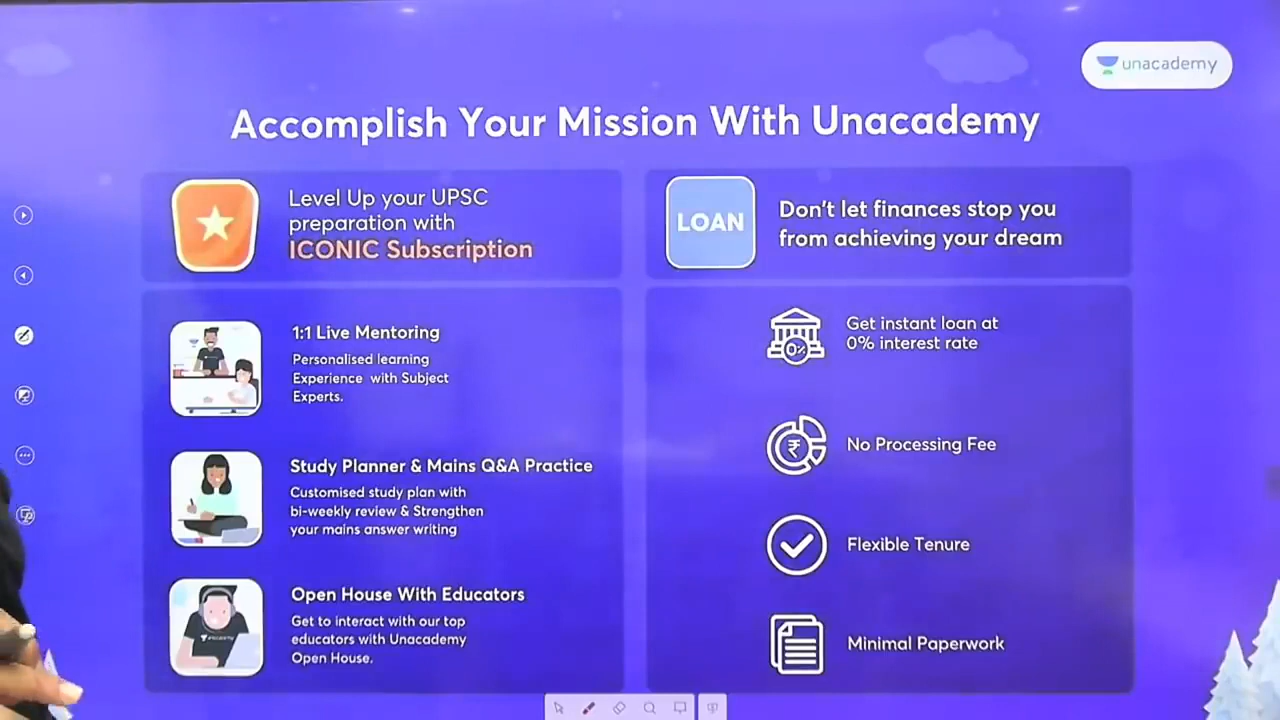 unacademy
Accomplish Your Mission With Unacademy
Level Up your UPSC
preparation with
ICONIC Subscription
1:1 Live Mentoring
Personalised learning
Experience with Subject
Experts.
Study Planner & Mains Q&A Practice
Customised study plan with
bi-weekly review & Strengthen
your mains answer writing
Open House With Educators
Get to interact with our top
educators with Unacademy
Open House.
LOAN
Don't let finances stop you
from achieving your dream
0%
Get instant loan at
0% interest rate
₹
No Processing Fee
Flexible Tenure
Minimal Paperwork